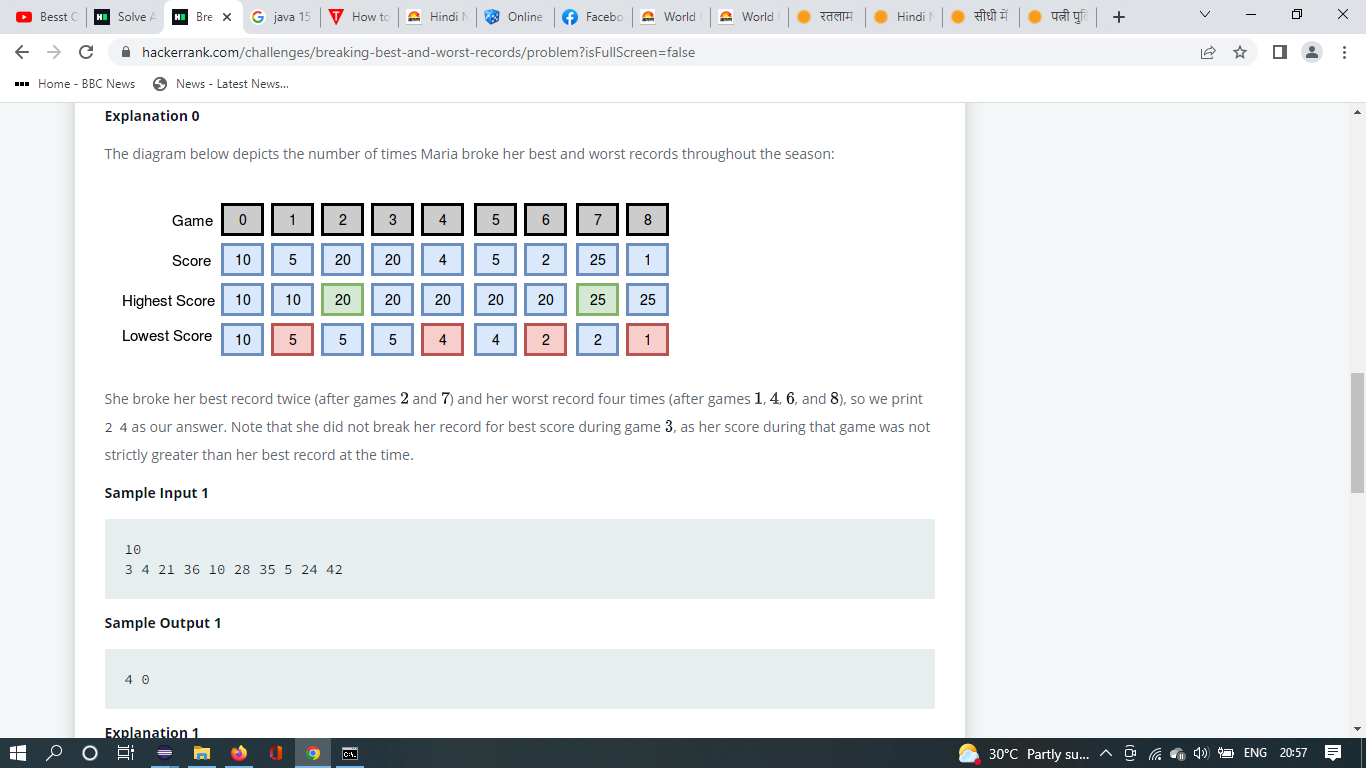 Besst C
Solve A
Bre
java 15
How to
Hindi N
Online
Facebo
World
World
रतलाम
Hindi N
सीधी में
पत्नी
hackerrank.com/challenges/breaking-best-and-worst-records/problem?isFullScreen=false
Home - BBC News
News - Latest News...
Explanation 0
The diagram below depicts the number of times Maria broke her best and worst records throughout the season:
Game 0 1 2 3 4 5 6 7 8
Score 10 5 20 20 4 5 2 25 1
Highest Score 10 10 20 20 20 20 20 25 25
Lowest Score 10 5 5 5 4 4 2 2 1
She broke her best record twice (after games 2 and 7) and her worst record four times (after games 1, 4, 6, and 8), so we print
2 4 as our answer. Note that she did not break her record for best score during game 3, as her score during that game was not
strictly greater than her best record at the time.
Sample Input 1
10
3 4 21 36 10 28 35 5 24 42
Sample Output 1
4 0
Explanation 1
30°C Partly su... ENG 20:57